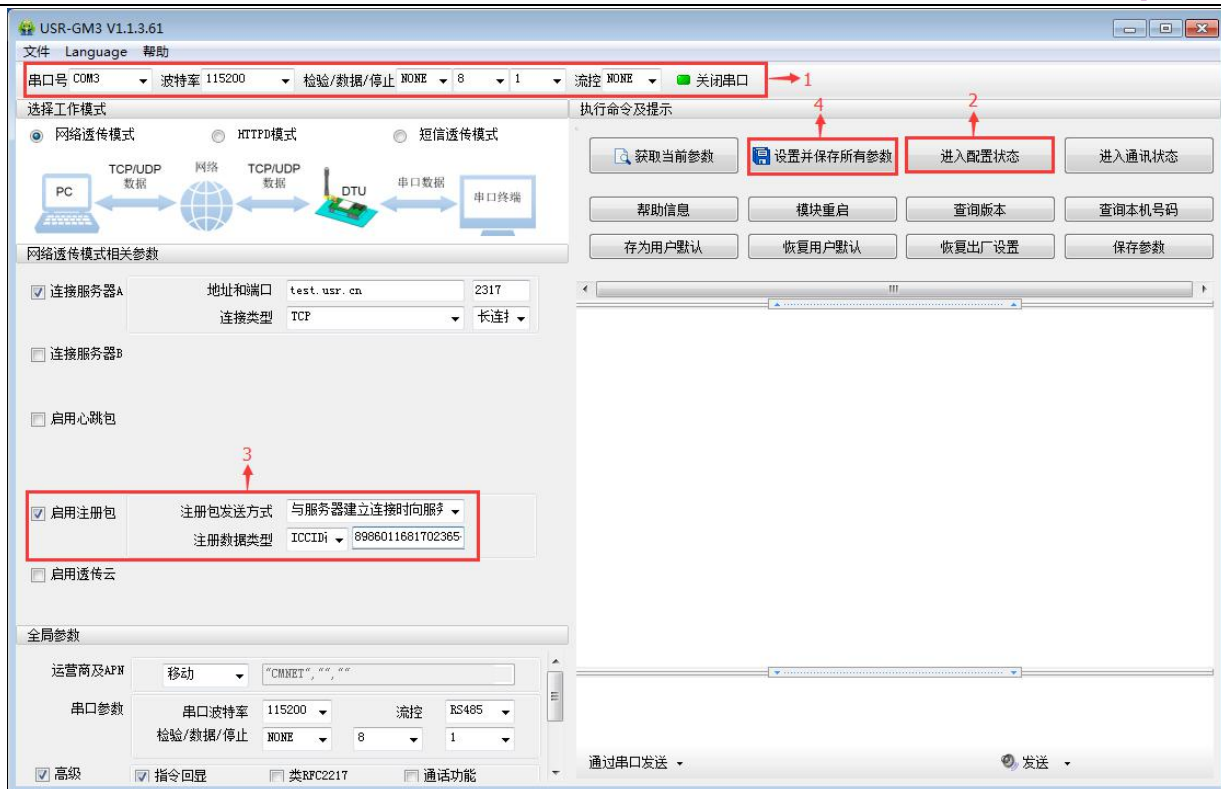 USR-GM3 V1.1.3.61
文件 Language 帮助
串口号 COM3 波特率 115200 检验/数据/停止 NONE 8 1 流控 NONE 关闭串口 1
选择工作模式
网络透传模式 HTTPD模式 短信透传模式
PC TCP/UDP 数据 网络 TCP/UDP 数据 DTU 串口数据 串口终端
网络透传模式相关参数
连接服务器A 地址和端口 test.usr.cn 2317
连接类型 TCP 长连接
连接服务器B
启用心跳包
3
启用注册包 注册包发送方式 与服务器建立连接时向服务
注册数据类型 ICCID 8986011681702365
启用透传云
全局参数
运营商及APN 移动 "CMNET","",""
串口参数 串口波特率 115200 流控 RS485
检验/数据/停止 NONE 8 1
高级 指令回显 类RFC2217 通话功能
执行命令及提示
4 2
获取当前参数 设置并保存所有参数 进入配置状态 进入通讯状态
帮助信息 模块重启 查询版本 查询本机号码
存为用户默认 恢复用户默认 恢复出厂设置 保存参数
通过串口发送 发送